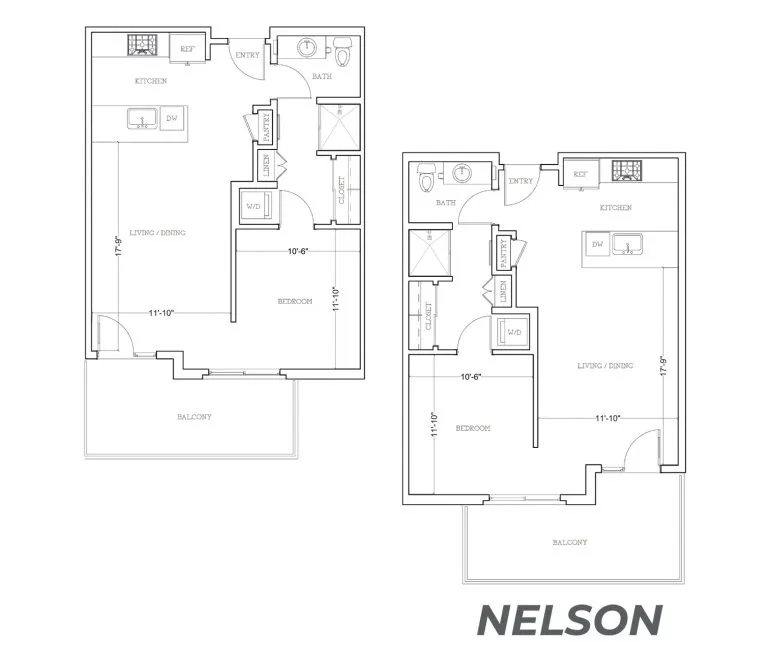 REF
ENTRY
BATH
KITCHEN
DW
PANTRY
LINEN
CLOSET
W/D
LIVING / DINING
17'-9"
10'-6"
11'-10"
BEDROOM
11'-10"
BALCONY
REF
ENTRY
BATH
KITCHEN
DW
PANTRY
LINEN
CLOSET
W/D
LIVING / DINING
17'-9"
10'-6"
11'-10"
BEDROOM
11'-10"
BALCONY
NELSON